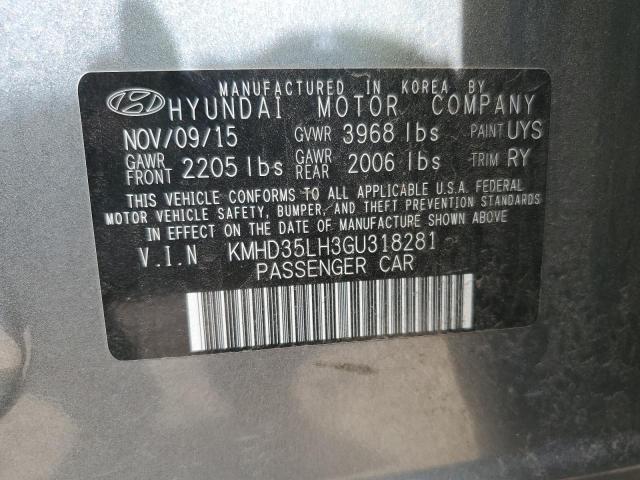 MANUFACTURED IN KOREA BY
HYUNDAI MOTOR COMPANY
NOV/09/15 GVWR 3968 lbs PAINT UYS
GAWR FRONT 2205 lbs GAWR REAR 2006 lbs TRIM RY
THIS VEHICLE CONFORMS TO ALL APPLICABLE U.S.A. FEDERAL
MOTOR VEHICLE SAFETY, BUMPER, AND THEFT PREVENTION STANDARDS
IN EFFECT ON THE DATE OF MANUFACTURE SHOWN ABOVE
V.I.N KMHD35LH3GU318281
PASSENGER CAR